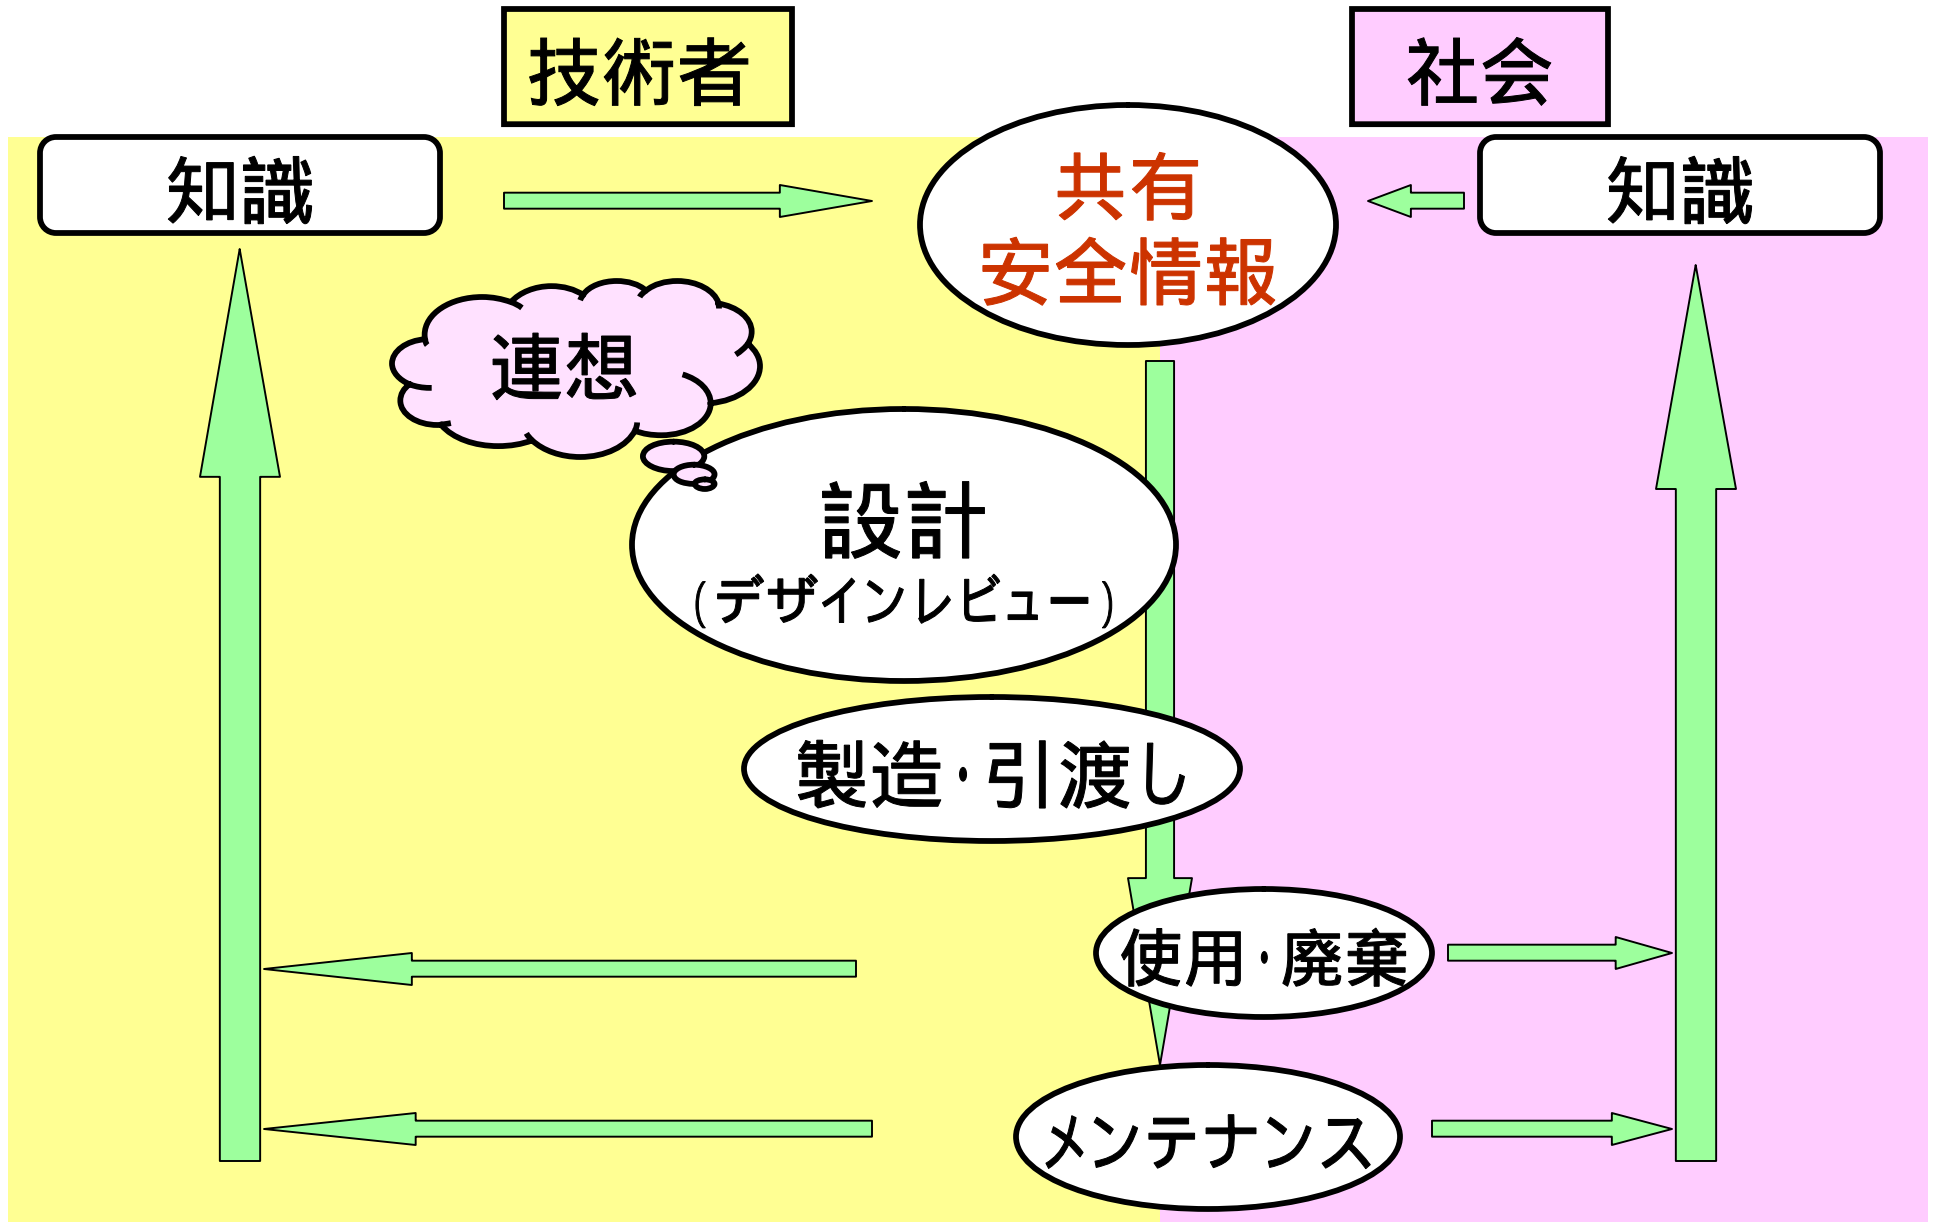 技術者
社会
知識
共有
安全情報
知識
連想
設計
(デザインレビュー)
製造・引渡し
使用・廃棄
メンテナンス